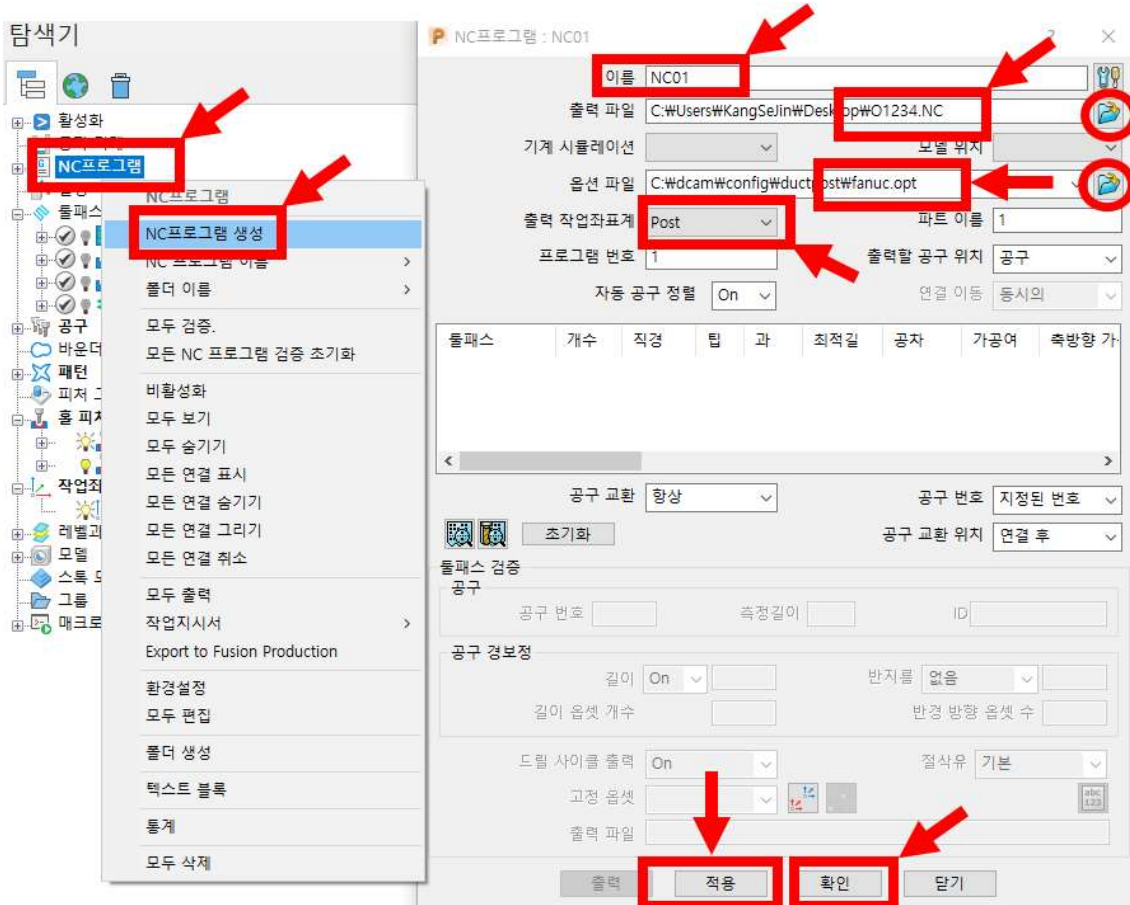 탐색기
활성화
NC프로그램
툴패스
공구
바운더
패턴
피처 그
홀 피처
작업좌
레벨과
모델
스톡 모
그룹
매크로
NC프로그램
NC프로그램 생성
NC 프로그램 이름
폴더 이름
모두 검증.
모든 NC 프로그램 검증 초기화
비활성화
모두 보기
모두 숨기기
모든 연결 표시
모든 연결 숨기기
모든 연결 그리기
모든 연결 취소
모두 출력
작업지시서
Export to Fusion Production
환경설정
모두 편집
폴더 생성
텍스트 블록
통계
모두 삭제
NC프로그램 : NC01
이름 NC01
출력 파일 C:₩Users₩KangSeJin₩Desktop₩O1234.NC
기계 시뮬레이션 모델 위치
옵션 파일 C:₩dcam₩config₩ductpost₩fanuc.opt
출력 작업좌표계 Post 파트 이름 1
프로그램 번호 1 출력할 공구 위치 공구
자동 공구 정렬 On 연결 이동 동시의
툴패스 개수 직경 팁 과 최적길 공차 가공여 축방향 가
공구 교환 항상 공구 번호 지정된 번호
초기화 공구 교환 위치 연결 후
툴패스 검증
공구
공구 번호 측정길이 ID
공구 경보정
길이 On 반지름 없음
길이 옵셋 개수 반경 방향 옵셋 수
드릴 사이클 출력 On 절삭유 기본
고정 옵셋 abc 123
출력 파일
출력 적용 확인 닫기